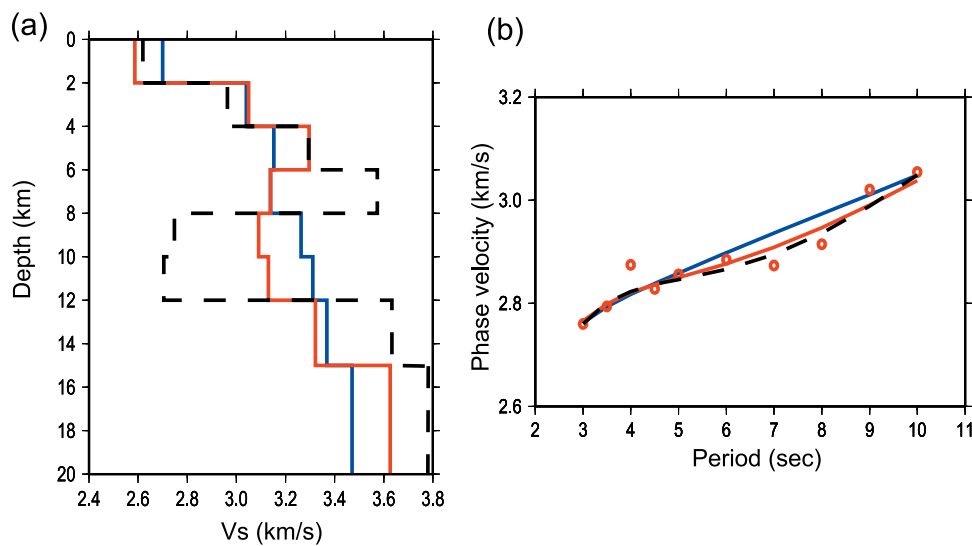 (a)
0
2
4
6
8
10
12
14
16
18
20
Depth (km)
2.4 2.6 2.8 3.0 3.2 3.4 3.6 3.8
Vs (km/s)
(b)
3.2
3.0
2.8
2.6
Phase velocity (km/s)
2 3 4 5 6 7 8 9 10 11
Period (sec)